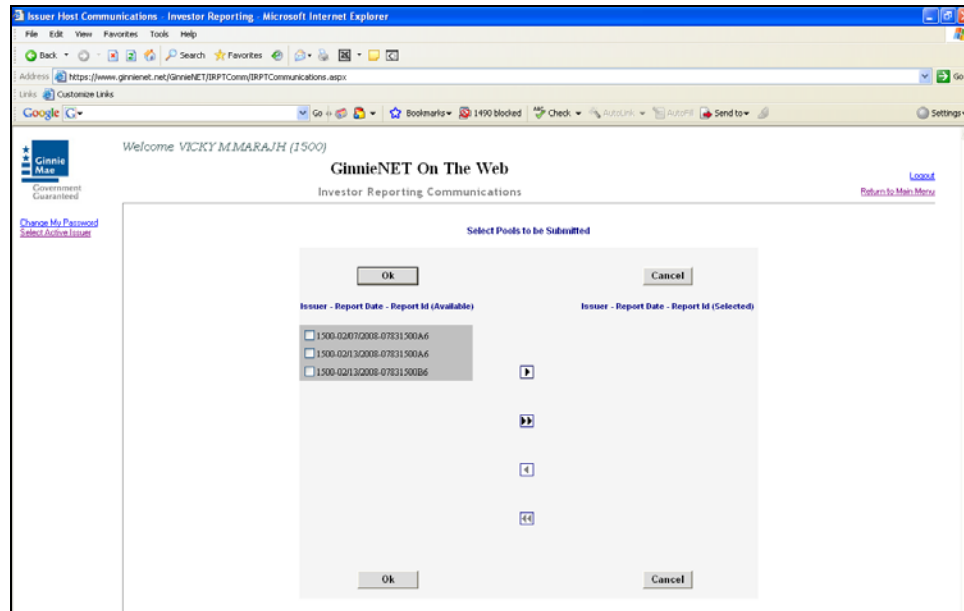 Issuer Host Communications - Investor Reporting - Microsoft Internet Explorer
File Edit View Favorites Tools Help
Back Search Favorites
Address https://www.ginnienet.net/GinnieNET/IRPTComm/IRPTCommunications.aspx Go
Links Customize Links
Google G Go Bookmarks 1490 blocked Check AutoLink AutoFill Send to Settings
Ginnie Mae
Government Guaranteed
Welcome VICKY M.MARAJH (1500)
GinnieNET On The Web
Investor Reporting Communications
Logout
Return to Main Menu
Change My Password
Select Active Issuer
Select Pools to be Submitted
Ok Cancel
Issuer - Report Date - Report Id (Available) Issuer - Report Date - Report Id (Selected)
1500-02/07/2008-07831500A6
1500-02/13/2008-07831500A6
1500-02/13/2008-07831500B6
Ok Cancel